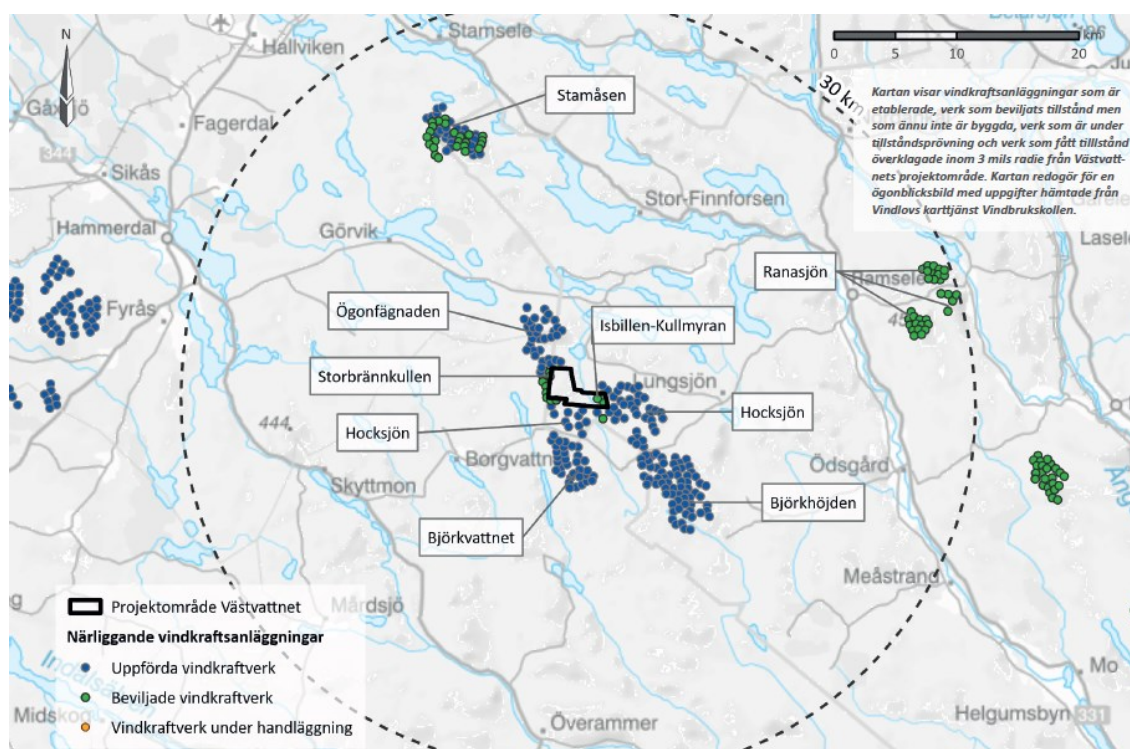 N
Hallviken
Stamsele
Betarsjön
196
0 5 10 20
km
30 km
Kartan visar vindkraftsanläggningar som är
etablerade, verk som beviljats tillstånd men
som ännu inte är byggda, verk som är under
tillståndsprövning och verk som fått tilllstånd
överklagade inom 3 mils radie från Västvatt-
nets projektområde. Kartan redogör för en
ögonblicksbild med uppgifter hämtade från
Vindlovs karttjänst Vindbrukskollen.
Stamåsen
Fagerdal
344
Sikås
Stor-Finnforsen
Hammerdal
Görvik
Lasele
Ranasjön
Ramsele
Fyrås
Ögonfägnaden
Isbillen-Kullmyran
Storbrännkullen
Lungsjön
Hocksjön
Hocksjön
444
Borgvattn
Ödsgård
Skyttmon
Björkhöjden
Björkvattnet
Meåstrand
Projektområde Västvattnet
Mårdsjö
Närliggande vindkraftsanläggningar
Uppförda vindkraftverk
Mo
Beviljade vindkraftverk
Midskog
Helgumsbyn 331
Överammer
Vindkraftverk under handläggning